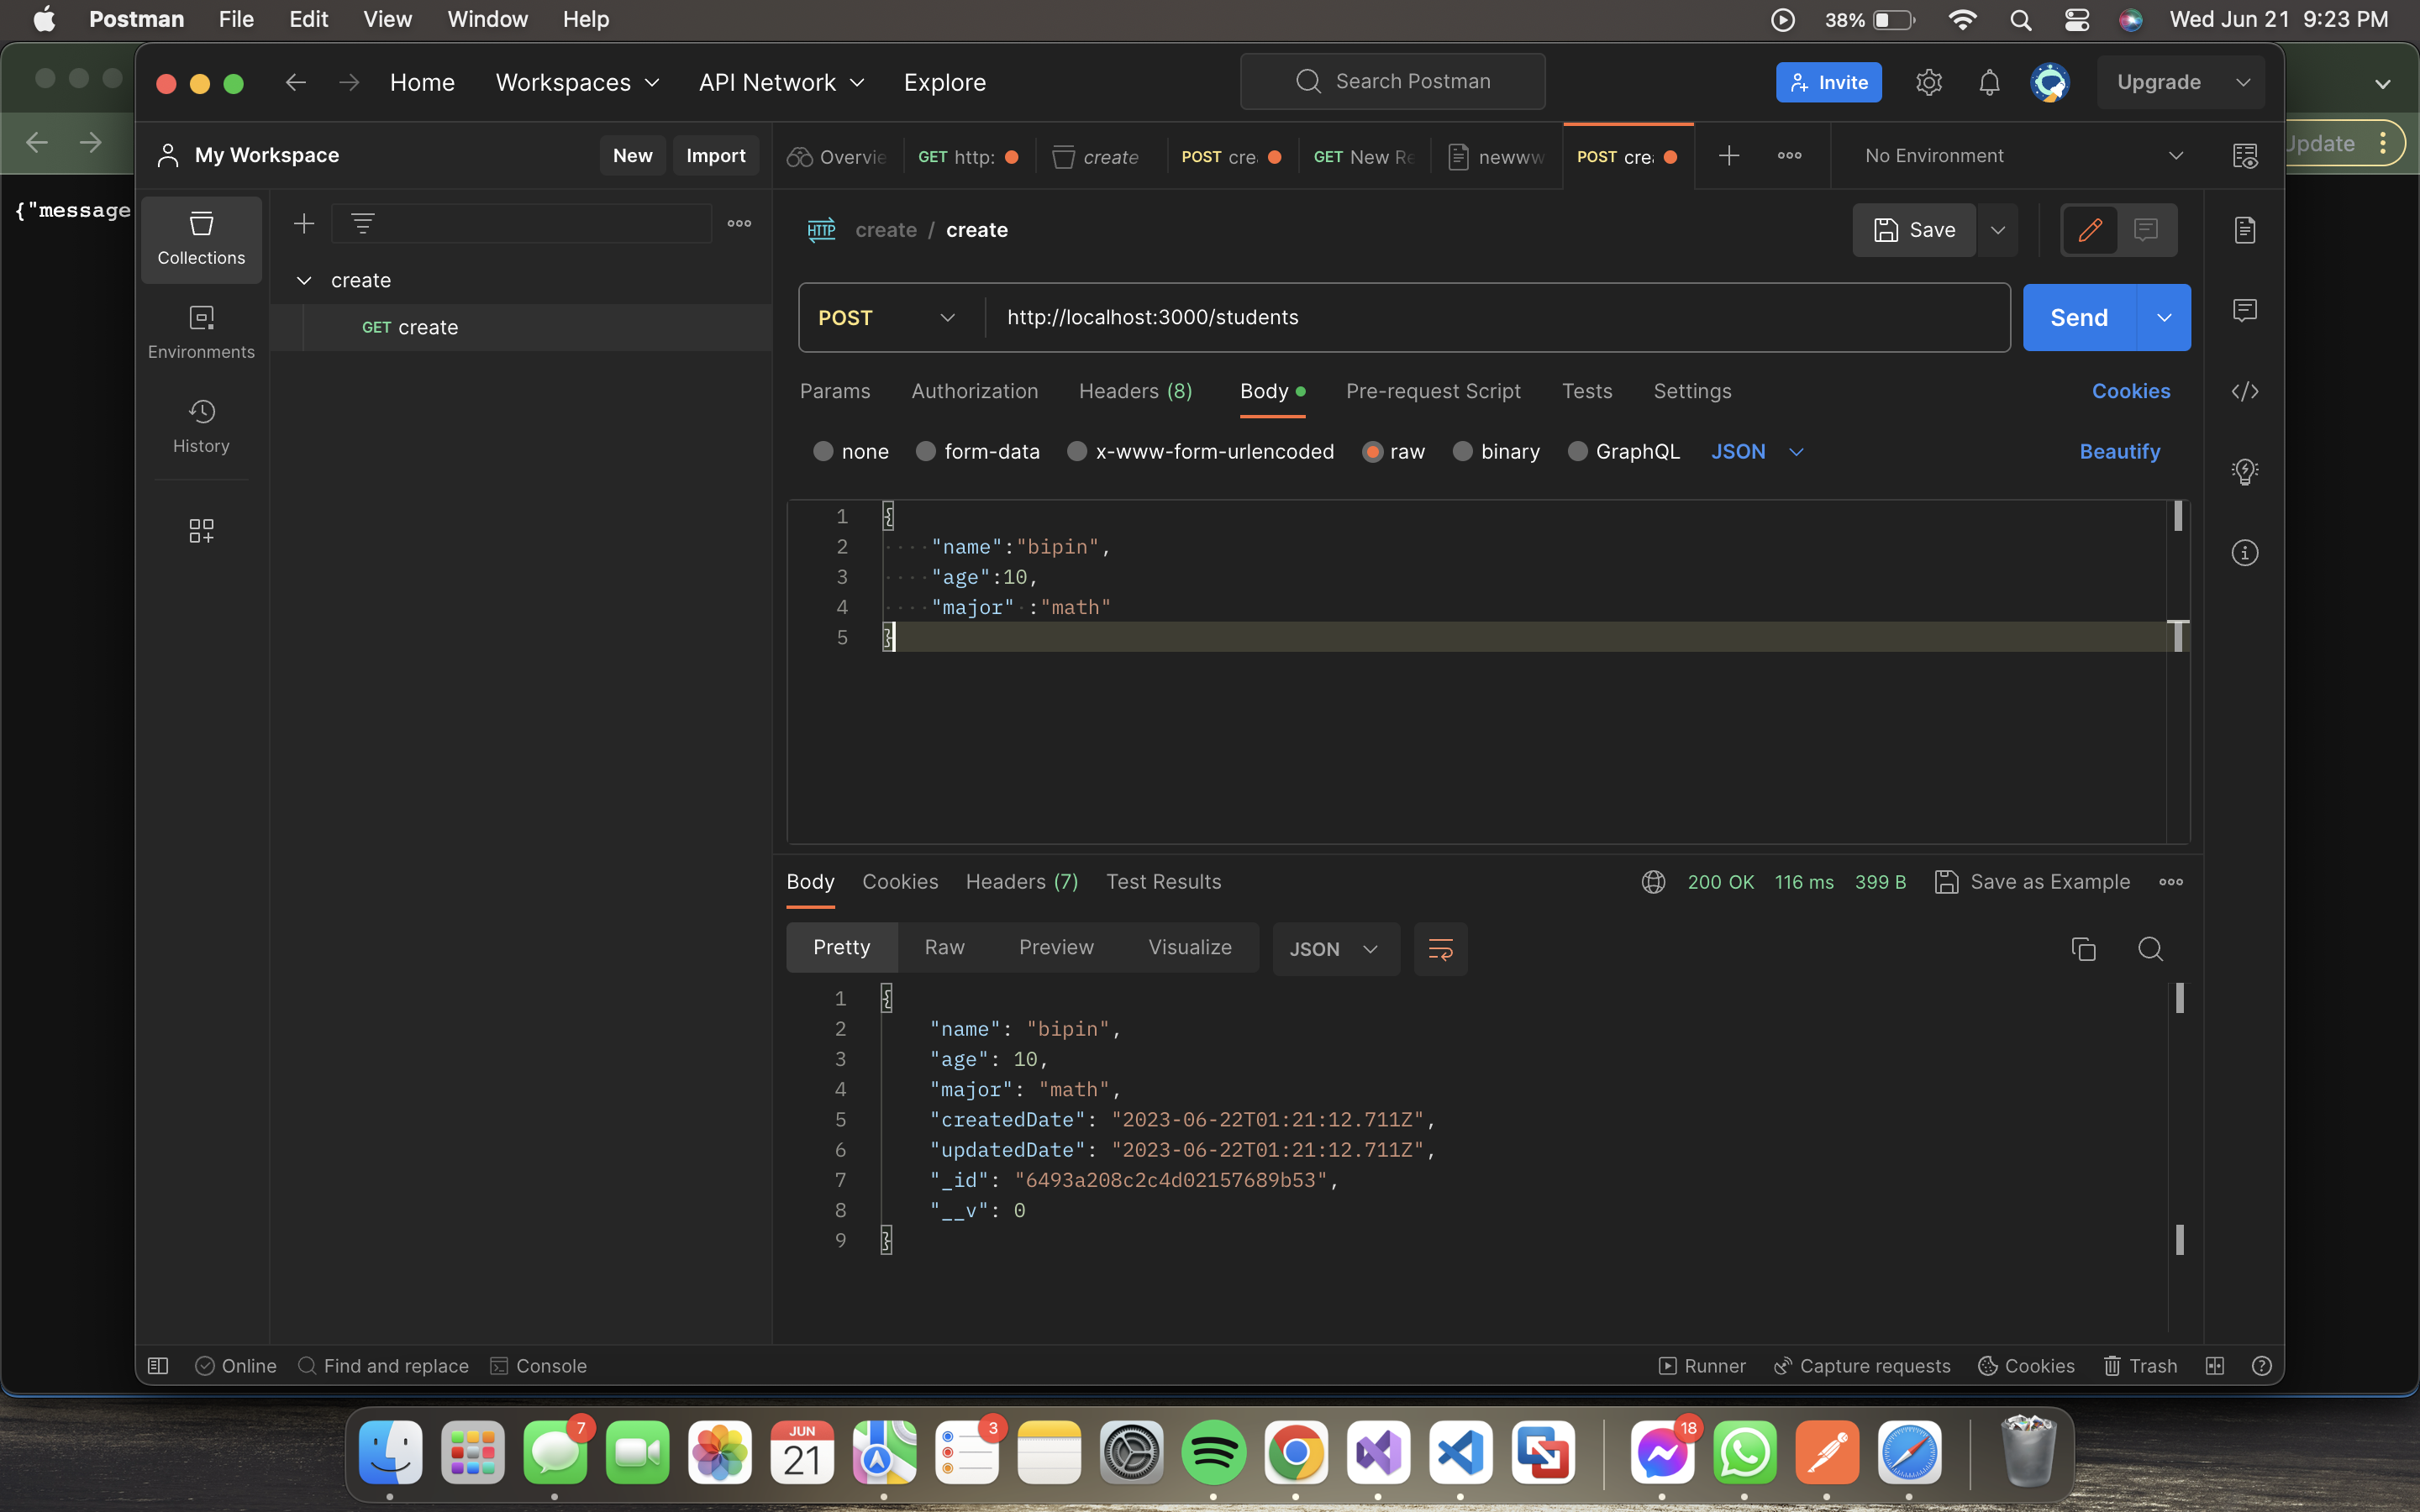 Postman File Edit View Window Help 38% Wed Jun 21 9:23 PM
Home Workspaces API Network Explore Search Postman Invite Upgrade
My Workspace New Import Overvie GET http: create POST cre GET New Re newww POST cre No Environment
{"message
Collections
Environments
History
create
GET create
HTTP create / create Save
POST http://localhost:3000/students Send
Params Authorization Headers (8) Body Pre-request Script Tests Settings Cookies
none form-data x-www-form-urlencoded raw binary GraphQL JSON Beautify
1 {
2 "name":"bipin",
3 "age":10,
4 "major" :"math"
5 }
Body Cookies Headers (7) Test Results 200 OK 116 ms 399 B Save as Example
Pretty Raw Preview Visualize JSON
1 {
2 "name": "bipin",
3 "age": 10,
4 "major": "math",
5 "createdDate": "2023-06-22T01:21:12.711Z",
6 "updatedDate": "2023-06-22T01:21:12.711Z",
7 "_id": "6493a208c2c4d02157689b53",
8 "__v": 0
9 }
Online Find and replace Console Runner Capture requests Cookies Trash
7 JUN 21 3 18